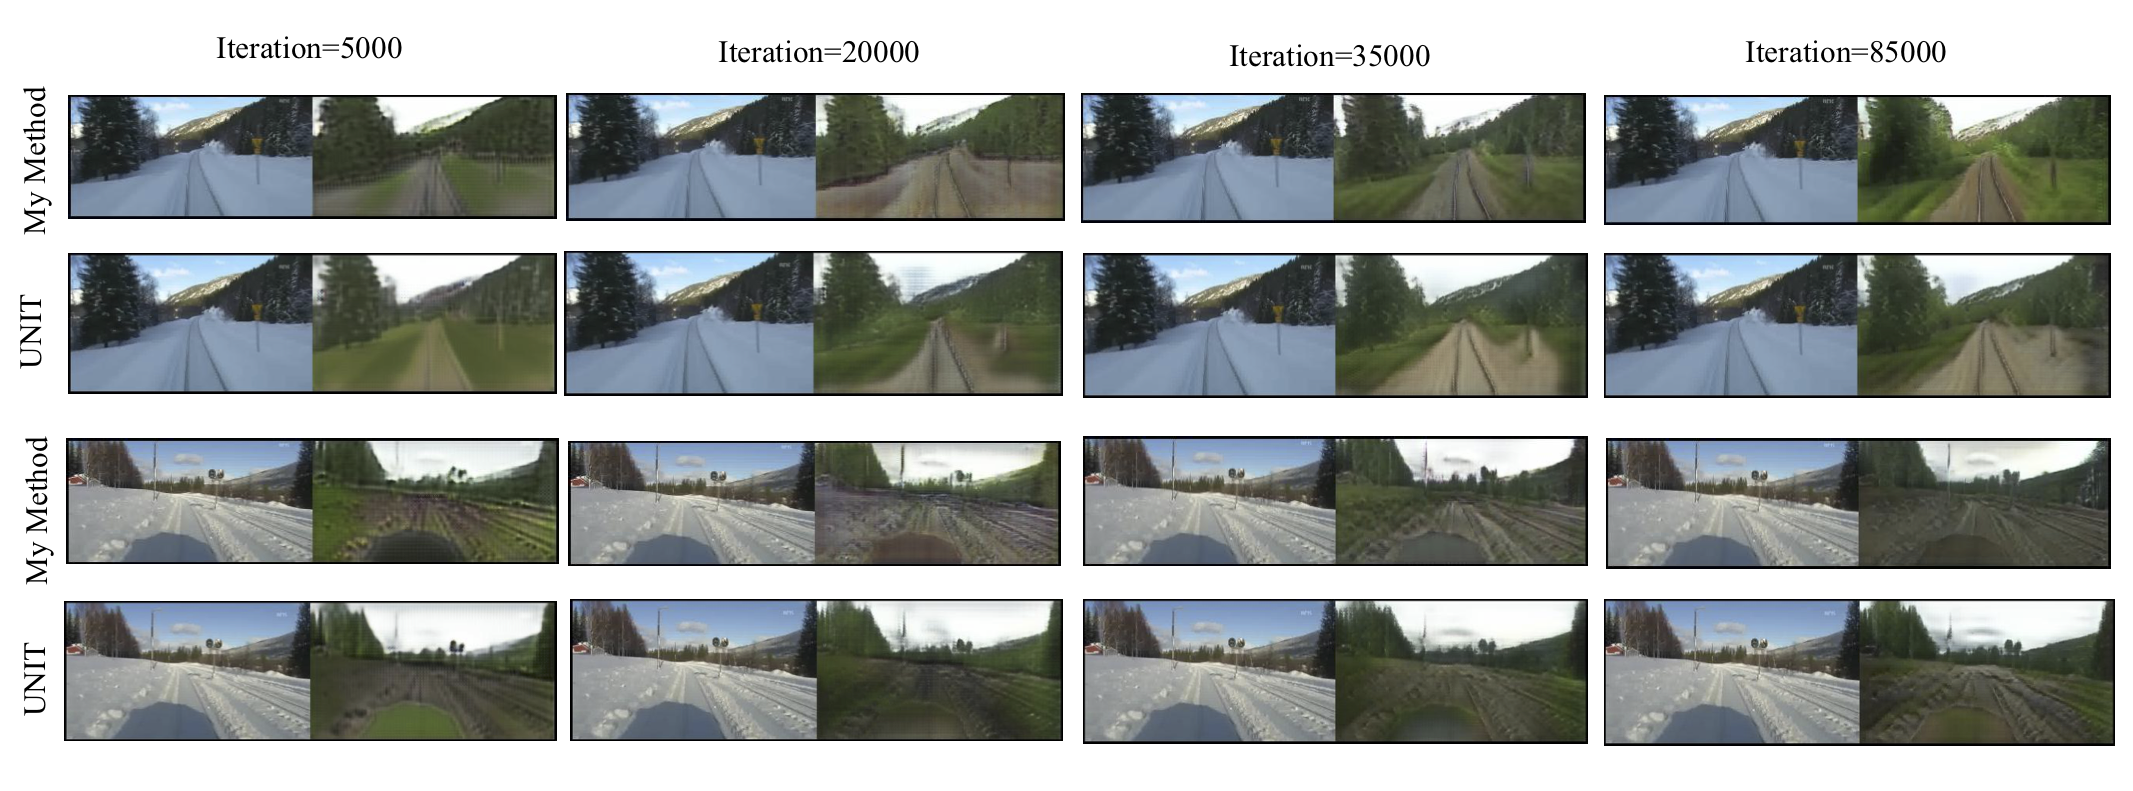 Iteration=5000
Iteration=20000
Iteration=35000
Iteration=85000
My Method
UNIT
My Method
UNIT